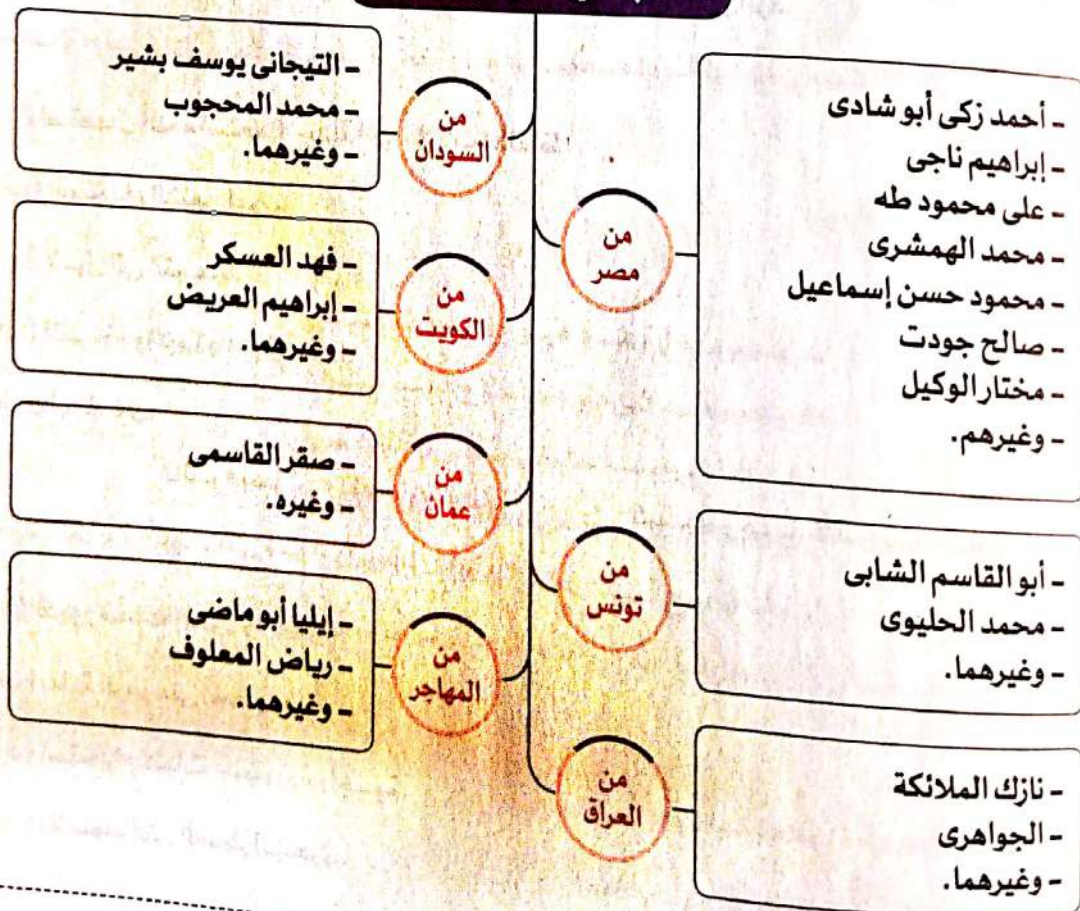 من
مصر
- أحمد زكى أبو شادى
- إبراهيم ناجى
- على محمود طه
- محمد الهمشرى
- محمود حسن إسماعيل
- صالح جودت
- مختار الوكيل
- وغيرهم.
من
تونس
- أبو القاسم الشابى
- محمد الحليوى
- وغيرهما.
من
العراق
- نازك الملائكة
- الجواهرى
- وغيرهما.
من
السودان
- التيجانى يوسف بشير
- محمد المحجوب
- وغيرهما.
من
الكويت
- فهد العسكر
- إبراهيم العريض
- وغيرهما.
من
عمان
- صقر القاسمى
- وغيره.
من
المهاجر
- إيليا أبو ماضى
- رياض المعلوف
- وغيرهما.